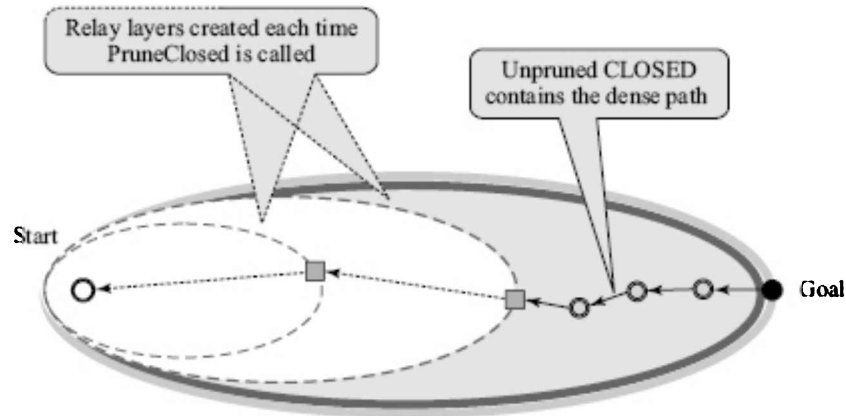 Relay layers created each time
PruneClosed is called
Unpruned CLOSED
contains the dense path
Start
Goal